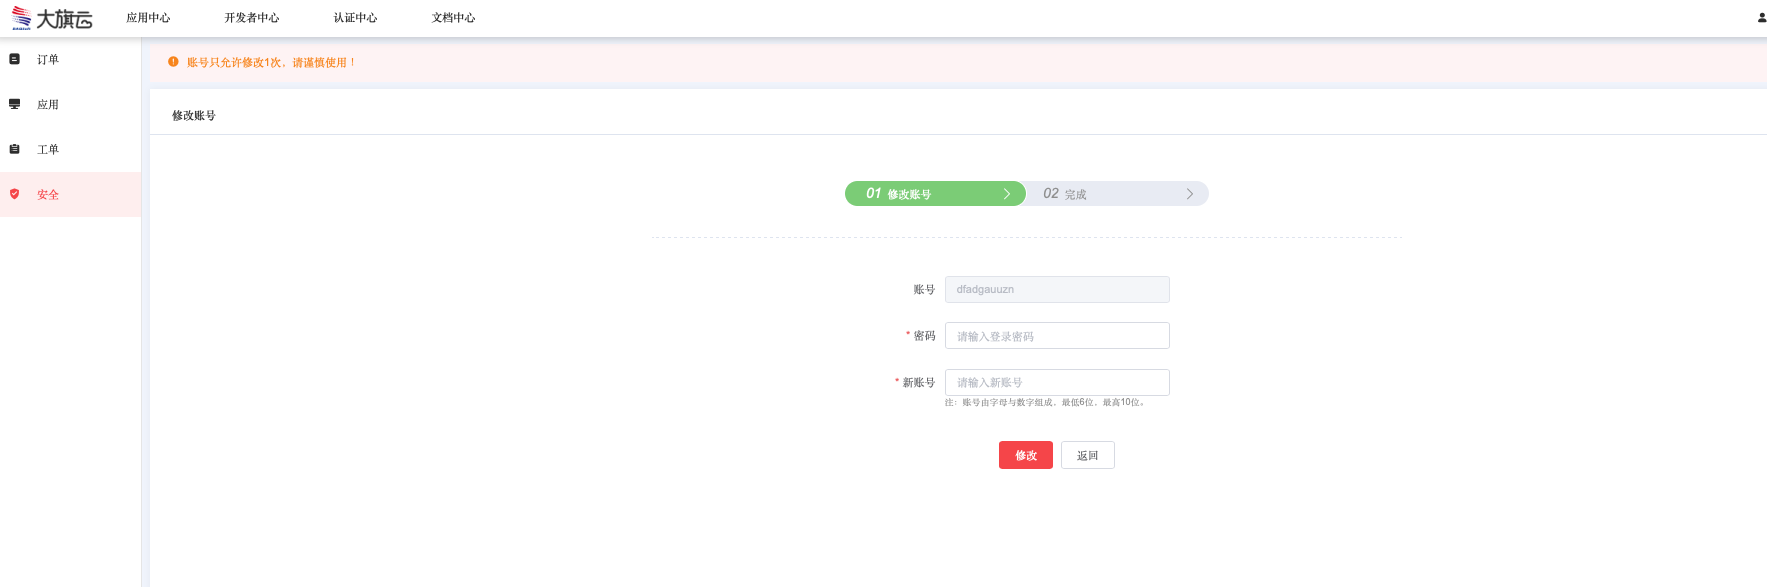 大旗云 应用中心 开发者中心 认证中心 文档中心
订单
应用
工单
安全
账号只允许修改1次，请谨慎使用！
修改账号
01 修改账号 02 完成
账号 dfadgauuzn
* 密码 请输入登录密码
* 新账号 请输入新账号
注：账号由字母与数字组成，最低6位，最高10位。
修改 返回